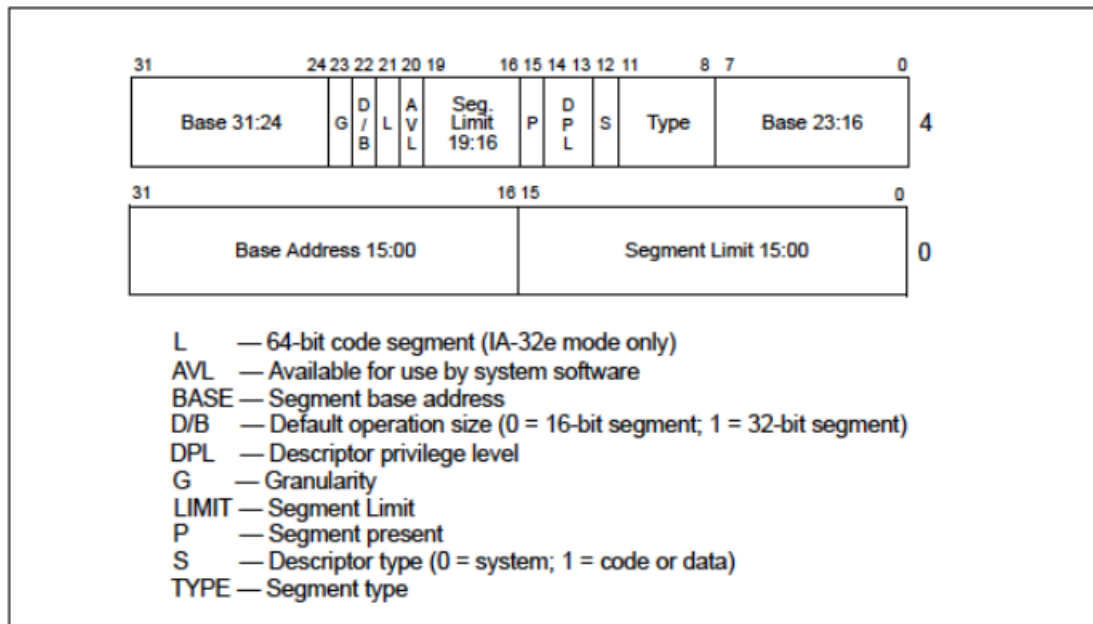 31 24 23 22 21 20 19 16 15 14 13 12 11 8 7 0
Base 31:24 G D/B L AVL Seg. Limit 19:16 P DPL S Type Base 23:16 4
31 16 15 0
Base Address 15:00 Segment Limit 15:00 0
L — 64-bit code segment (IA-32e mode only)
AVL — Available for use by system software
BASE — Segment base address
D/B — Default operation size (0 = 16-bit segment; 1 = 32-bit segment)
DPL — Descriptor privilege level
G — Granularity
LIMIT — Segment Limit
P — Segment present
S — Descriptor type (0 = system; 1 = code or data)
TYPE — Segment type